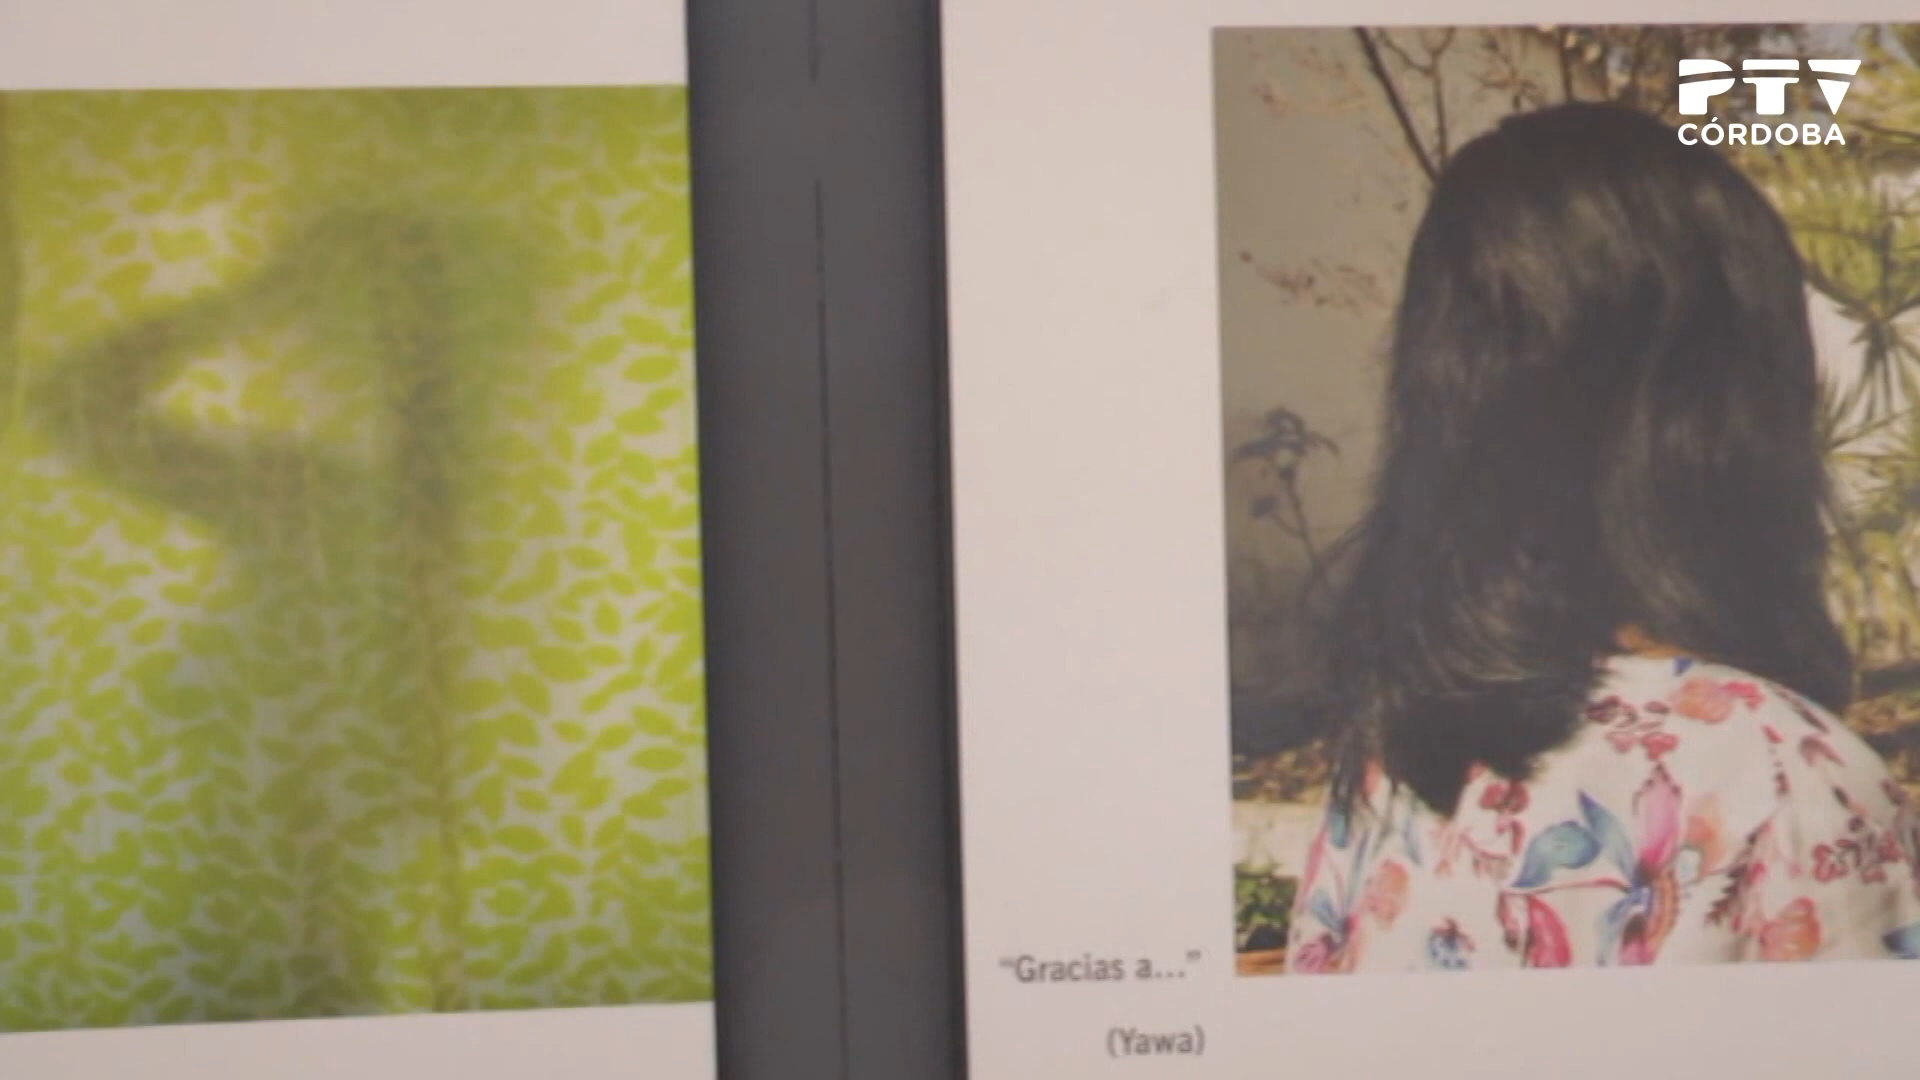 PTV
CÓRDOBA
“Gracias a...”
(Yawa)